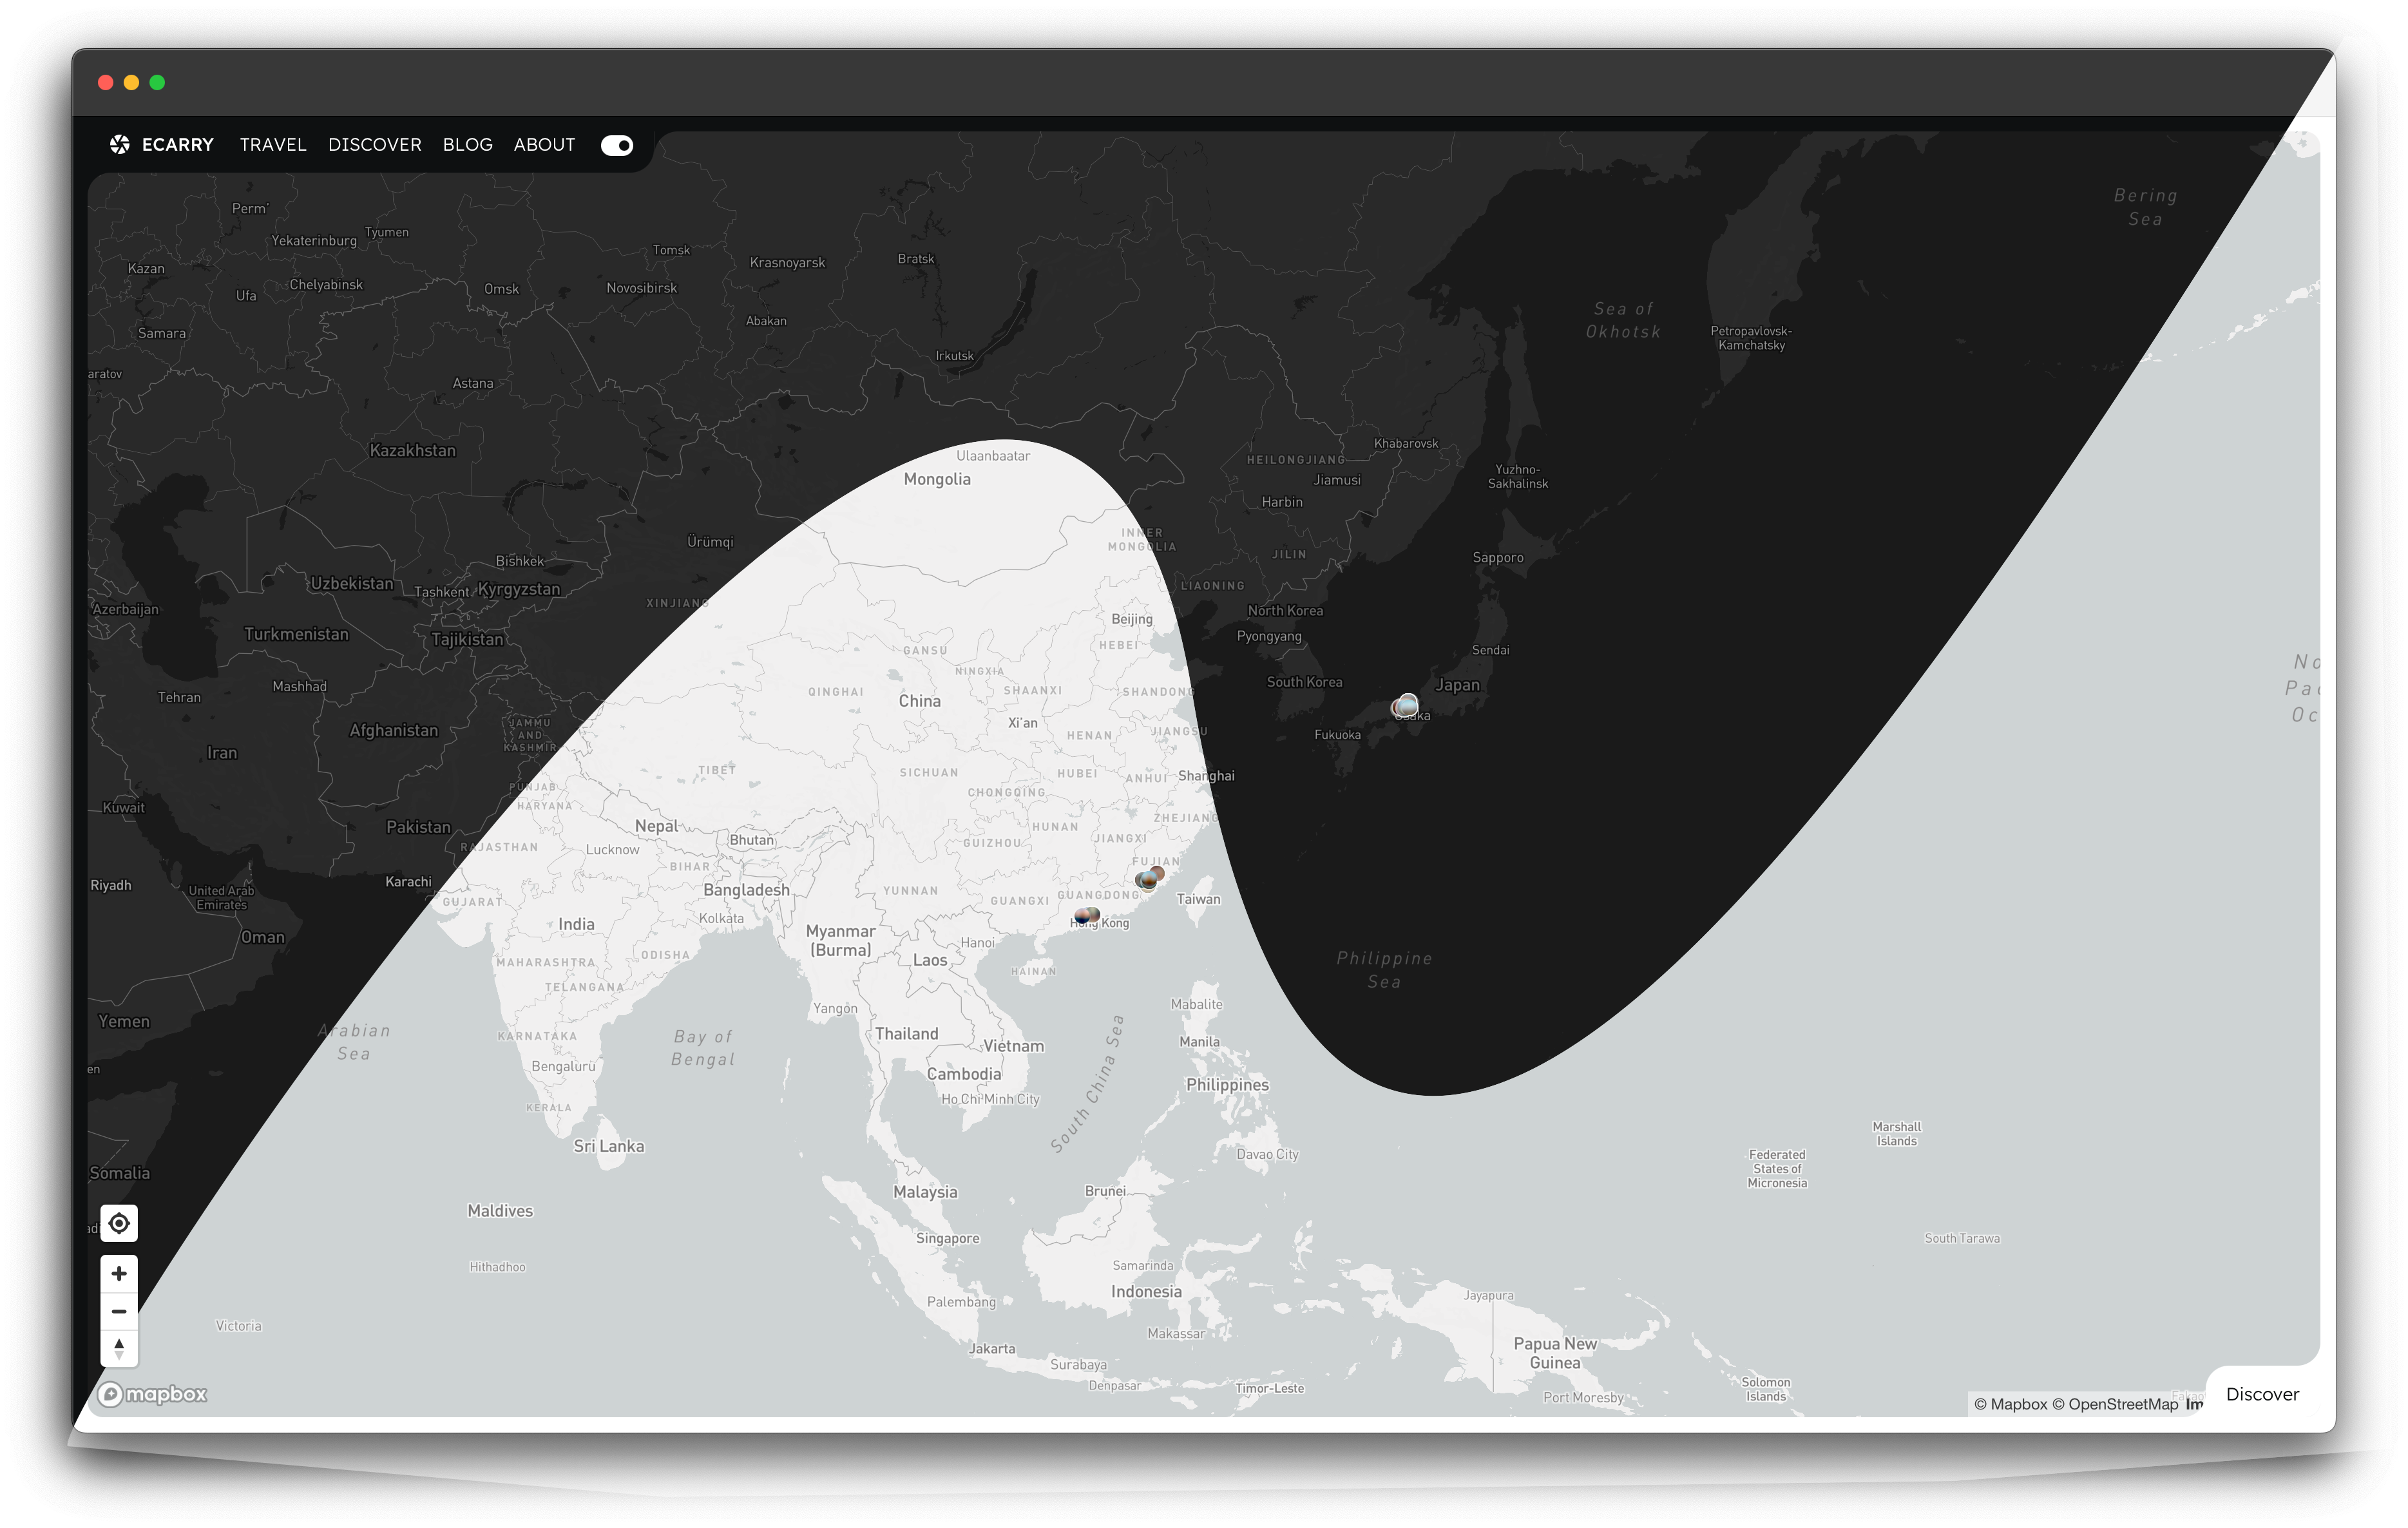 ECARRY TRAVEL DISCOVER BLOG ABOUT
Bering
Sea
Perm'
Tyumen
Yekaterinburg
Tomsk
Bratsk
Krasnoyarsk
Kazan
Chelyabinsk
Ufa
Omsk
Novosibirsk
Sea of
Okhotsk
Abakan
Samara
Petropavlovsk-
Kamchatsky
Irkutsk
aratov
Astana
Khabarovsk
Kazakhstan
Ulaanbaatar
HEILONGJIANG
Mongolia
Jiamusi
Yuzhno-
Sakhalinsk
Harbin
INNER
MONGOLIA
Ürümqi
JILIN
Sapporo
Bishkek
Uzbekistan
Tashkent
Kyrgyzstan
LIAONING
XINJIANG
Azerbaijan
North Korea
Beijing
Turkmenistan
Tajikistan
Pyongyang
HEBEI
GANSU
Sendai
NINGXIA
No
Pac
Oc
Mashhad
South Korea
Japan
Tehran
QINGHAI
SHAANXI
SHANDONG
China
Osaka
JAMMU
AND
KASHMIR
Xi'an
Afghanistan
HENAN
JIANGSU
Fukuoka
Iran
TIBET
SICHUAN
HUBEI
ANHUI
Shanghai
PUNJAB
HARYANA
CHONGQING
Kuwait
ZHEJIANG
Pakistan
Nepal
HUNAN
JIANGXI
Bhutan
GUIZHOU
RAJASTHAN
Lucknow
FUJIAN
BIHAR
Karachi
Riyadh
United Arab
Emirates
Bangladesh
YUNNAN
GUANGXI
GUANGDONG
Taiwan
GUJARAT
Kolkata
India
Hong Kong
Myanmar
(Burma)
Oman
Hanoi
ODISHA
Laos
MAHARASHTRA
HAINAN
Philippine
Sea
TELANGANA
Mabalite
Yangon
Yemen
Arabian
Sea
KARNATAKA
Bay of
Bengal
Thailand
Manila
Vietnam
South China Sea
en
Bengaluru
Cambodia
Philippines
Ho Chi Minh City
KERALA
Marshall
Islands
Sri Lanka
Davao City
Federated
States of
Micronesia
Somalia
Malaysia
Brunei
Maldives
adi
Singapore
South Tarawa
Hithadhoo
Samarinda
Indonesia
Jayapura
Palembang
Victoria
Makassar
Papua New
Guinea
Jakarta
Surabaya
Denpasar
Timor-Leste
Solomon
Islands
Port Moresby
mapbox
© Mapbox © OpenStreetMap Im
Discover